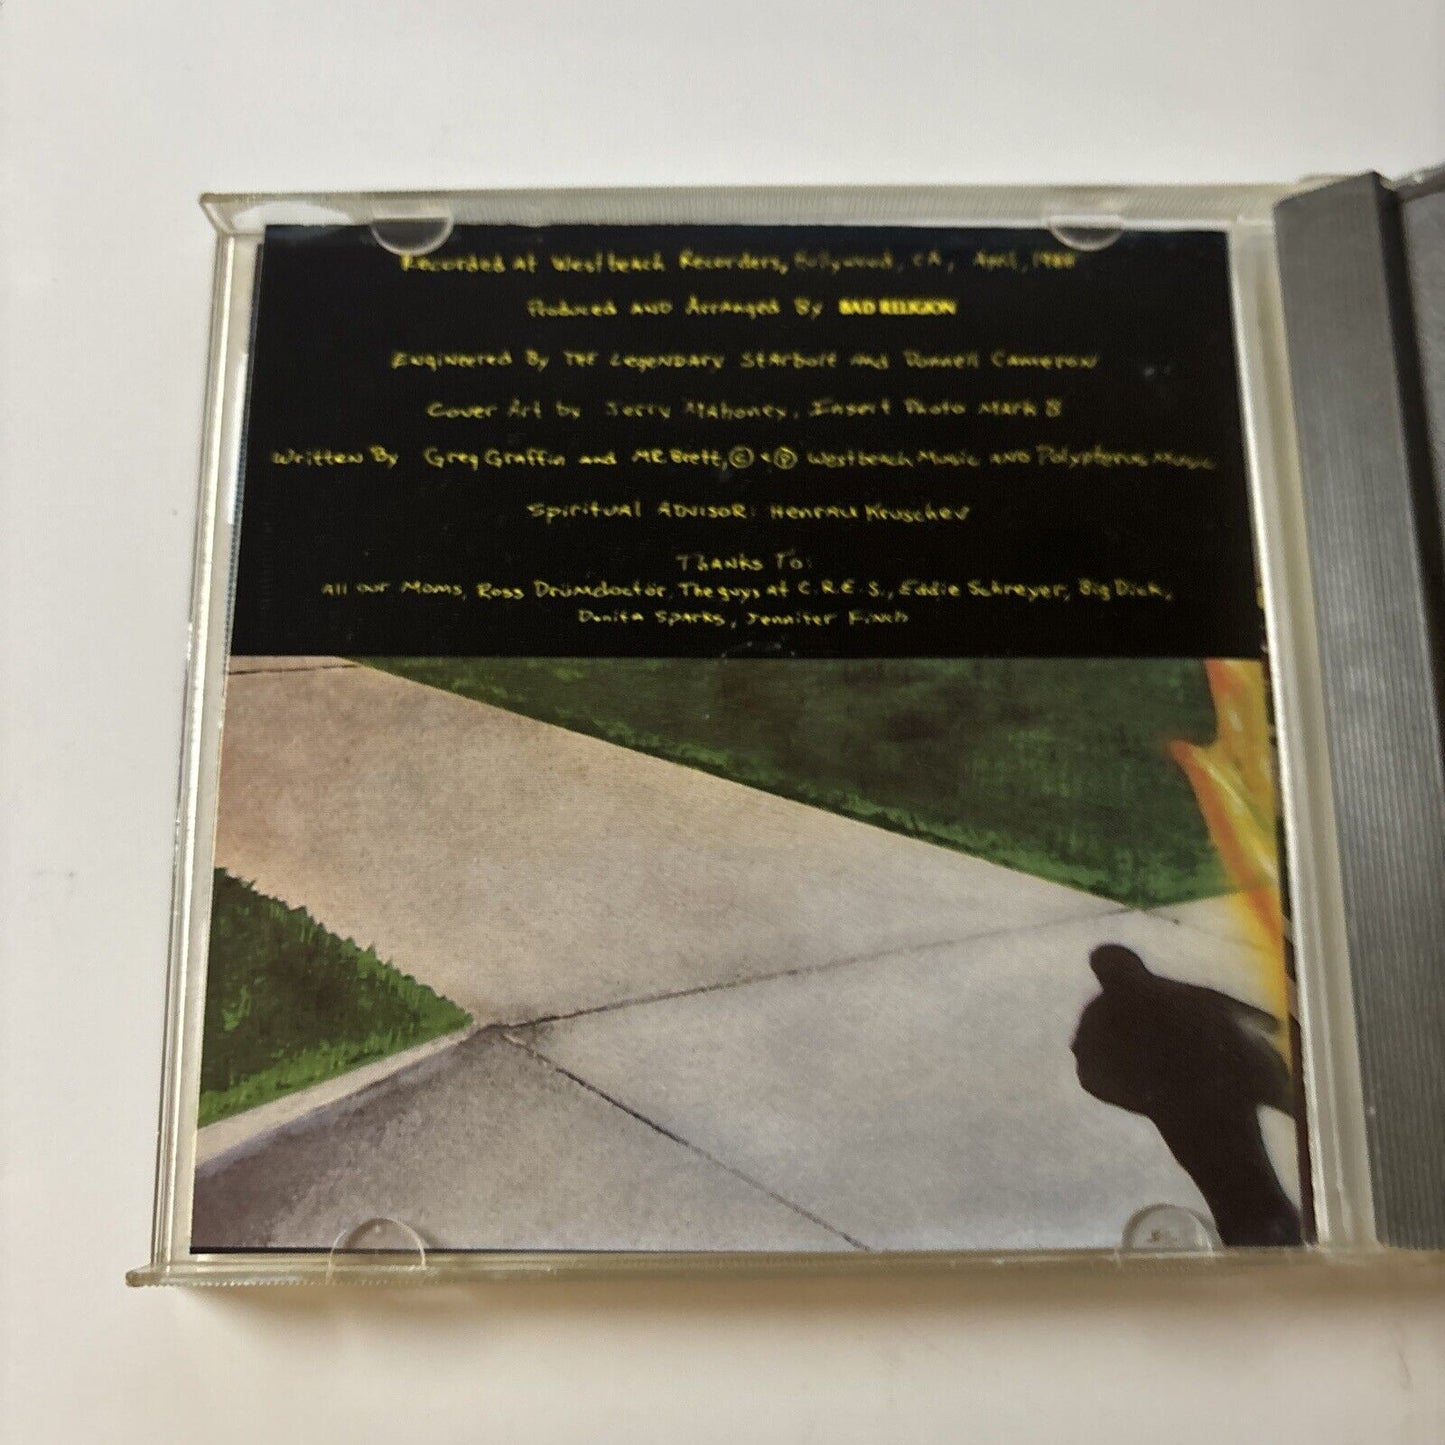 Recorded At Westbeach Recorders, Hollywood, CA, April, 1988
Produced AND Arranged By BAD RELIGION
Engineered By THE LEGENDARY STARBOLT and Donnell Cameron
Cover Art by Jerry Mahoney, Insert Photo Mark B
Written By Greg Graffin and MR Brett, © & ℗ Westbeach Music AND Polypterus Music
Spiritual ADVISOR: Henrau Kruschev
THANKS To:
All our Moms, Ross Drümdoctör, The guys at C.R.E.S., Eddie Schreyer, Big Dick,
Donita Sparks, Jennifer Finch